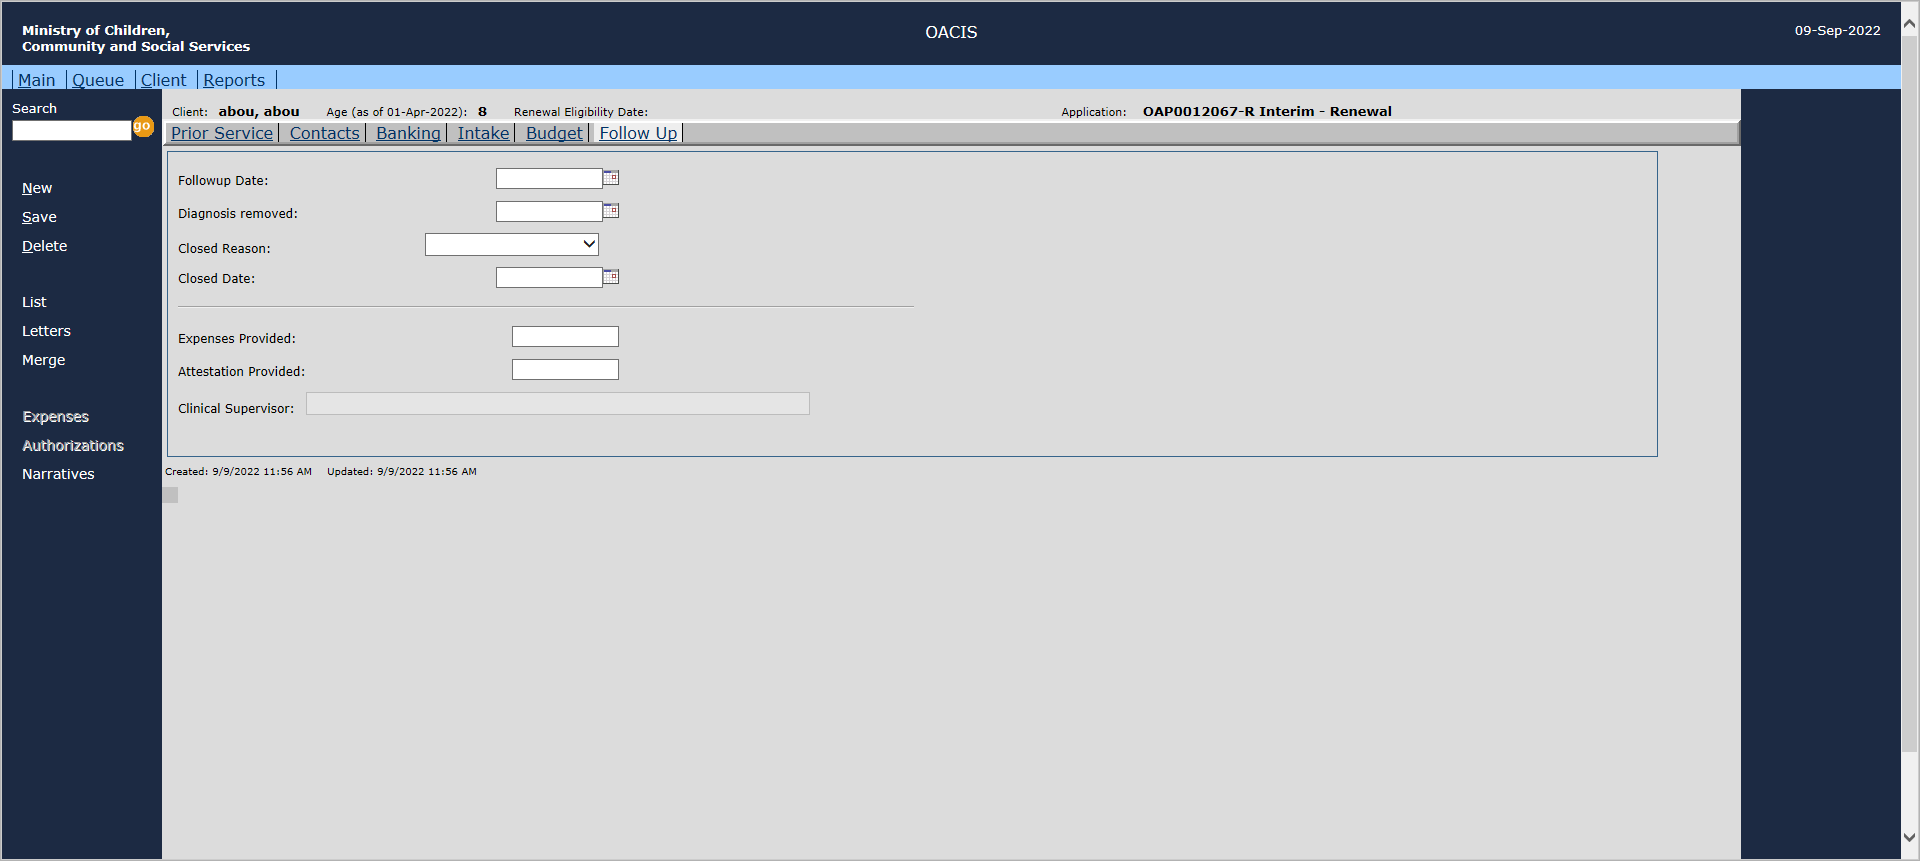 Ministry of Children,
Community and Social Services
OACIS
09-Sep-2022
Main Queue Client Reports
Search
go
New
Save
Delete
List
Letters
Merge
Expenses
Authorizations
Narratives
Client: abou, abou Age (as of 01-Apr-2022): 8 Renewal Eligibility Date: Application: OAP0012067-R Interim - Renewal
Prior Service Contacts Banking Intake Budget Follow Up
Followup Date:
Diagnosis removed:
Closed Reason:
Closed Date:
Expenses Provided:
Attestation Provided:
Clinical Supervisor:
Created: 9/9/2022 11:56 AM Updated: 9/9/2022 11:56 AM